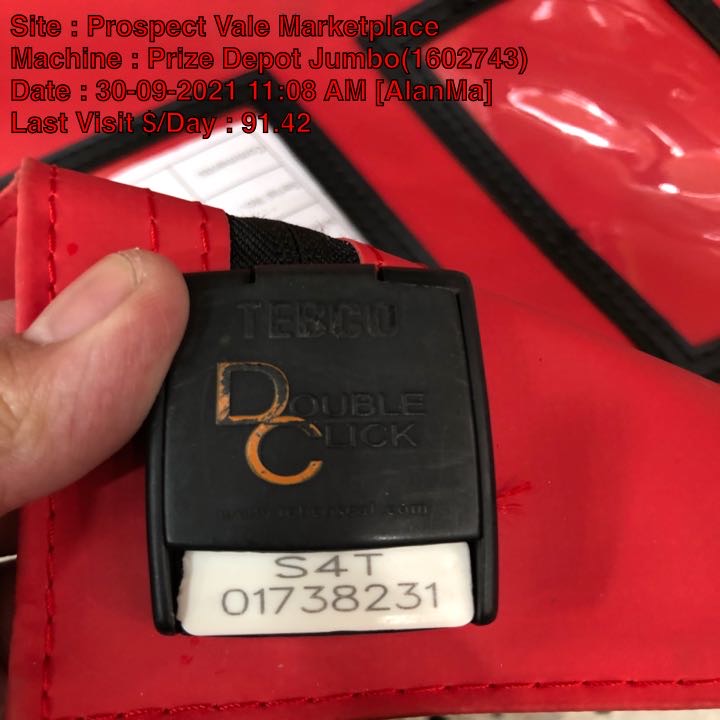 Site : Prospect Vale Marketplace
Machine : Prize Depot Jumbo(1602743)
Date : 30-09-2021 11:08 AM [AlanMa]
Last Visit $/Day : 91.42
TEBCO
DOUBLE
CLICK
S4T
01738231